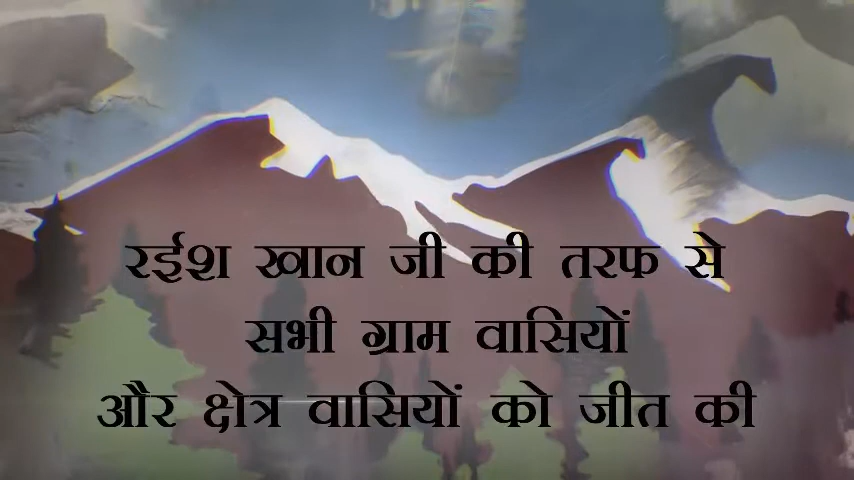 रईश खान जी की तरफ से
सभी ग्राम वासियों
और क्षेत्र वासियों को जीत की